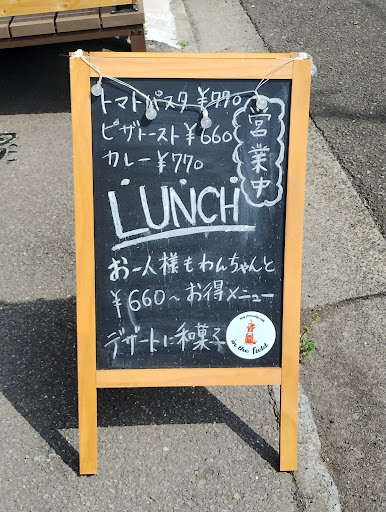 トマトパスタ ¥770
ピザトースト ¥660
カレー ¥770
営業中
LUNCH
お一人様もわんちゃんと
¥660〜お得メニュー
デザートに和菓子
in the field